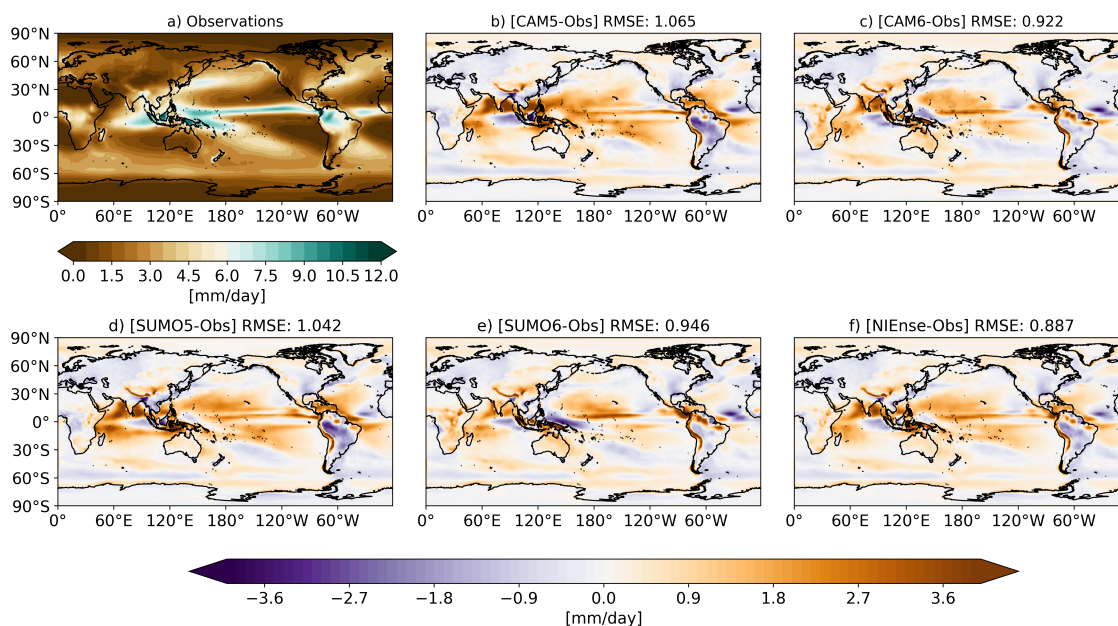 a) Observations
b) [CAM5-Obs] RMSE: 1.065
c) [CAM6-Obs] RMSE: 0.922
90°N
60°N
30°N
0°
30°S
60°S
90°S
0° 60°E 120°E 180° 120°W 60°W
0° 60°E 120°E 180° 120°W 60°W
0° 60°E 120°E 180° 120°W 60°W
0.0 1.5 3.0 4.5 6.0 7.5 9.0 10.5 12.0
[mm/day]
d) [SUMO5-Obs] RMSE: 1.042
e) [SUMO6-Obs] RMSE: 0.946
f) [NIEnse-Obs] RMSE: 0.887
90°N
60°N
30°N
0°
30°S
60°S
90°S
0° 60°E 120°E 180° 120°W 60°W
0° 60°E 120°E 180° 120°W 60°W
0° 60°E 120°E 180° 120°W 60°W
−3.6 −2.7 −1.8 −0.9 0.0 0.9 1.8 2.7 3.6
[mm/day]